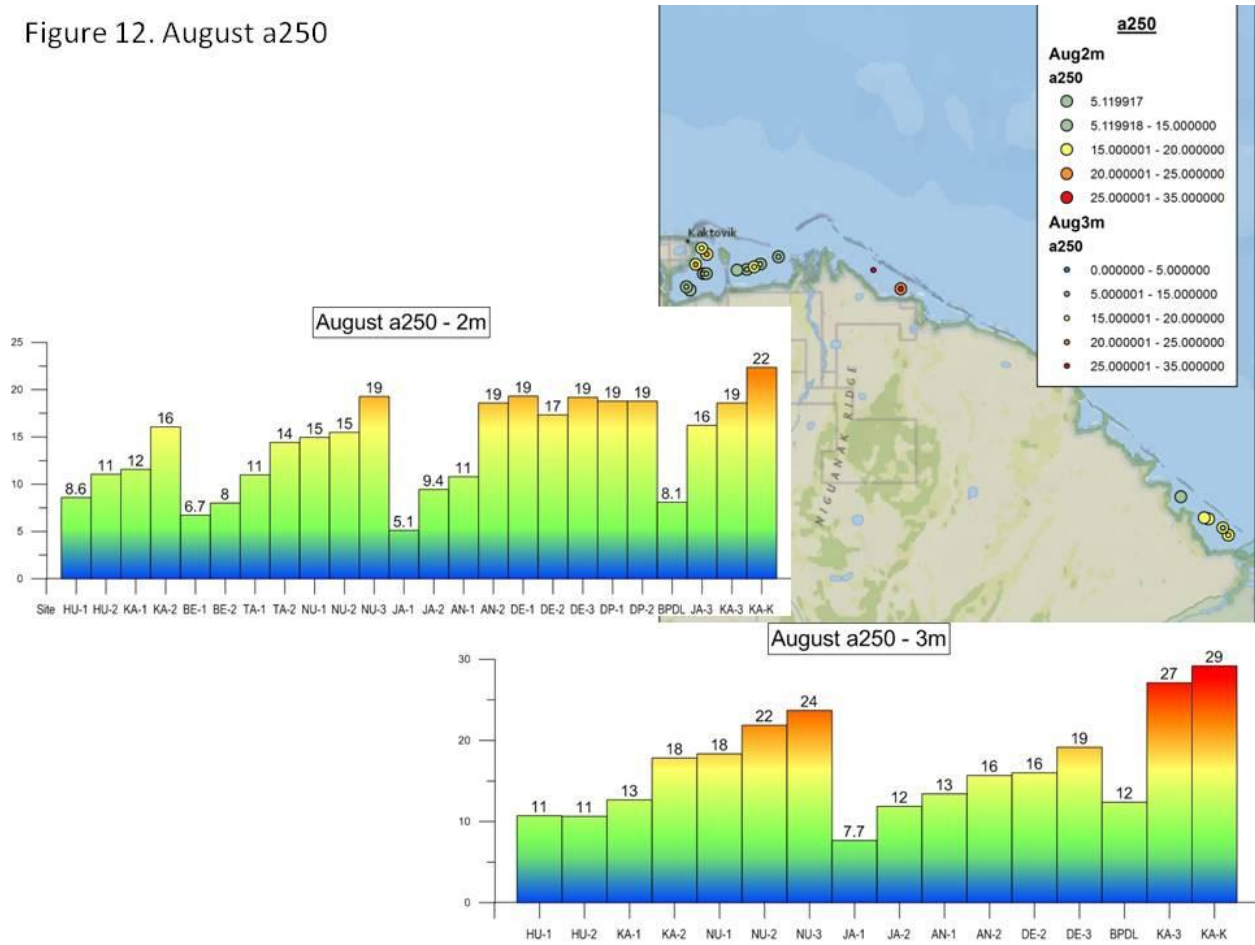 Figure 12. August a250
a250
Aug2m
a250
5.119917
5.119918 - 15.000000
15.000001 - 20.000000
20.000001 - 25.000000
25.000001 - 35.000000
Aug3m
a250
0.000000 - 5.000000
5.000001 - 15.000000
15.000001 - 20.000000
20.000001 - 25.000000
25.000001 - 35.000000
Kaktovik
NIGUANAK RIDGE
August a250 - 2m
25
20
15
10
5
0
8.6 11 12 16 6.7 8 11 14 15 15 19 5.1 9.4 11 19 19 17 19 19 19 8.1 16 19 22
Site HU-1 HU-2 KA-1 KA-2 BE-1 BE-2 TA-1 TA-2 NU-1 NU-2 NU-3 JA-1 JA-2 AN-1 AN-2 DE-1 DE-2 DE-3 DP-1 DP-2 BPDL JA-3 KA-3 KA-K
August a250 - 3m
30
20
10
0
11 11 13 18 18 22 24 7.7 12 13 16 16 19 12 27 29
HU-1 HU-2 KA-1 KA-2 NU-1 NU-2 NU-3 JA-1 JA-2 AN-1 AN-2 DE-2 DE-3 BPDL KA-3 KA-K